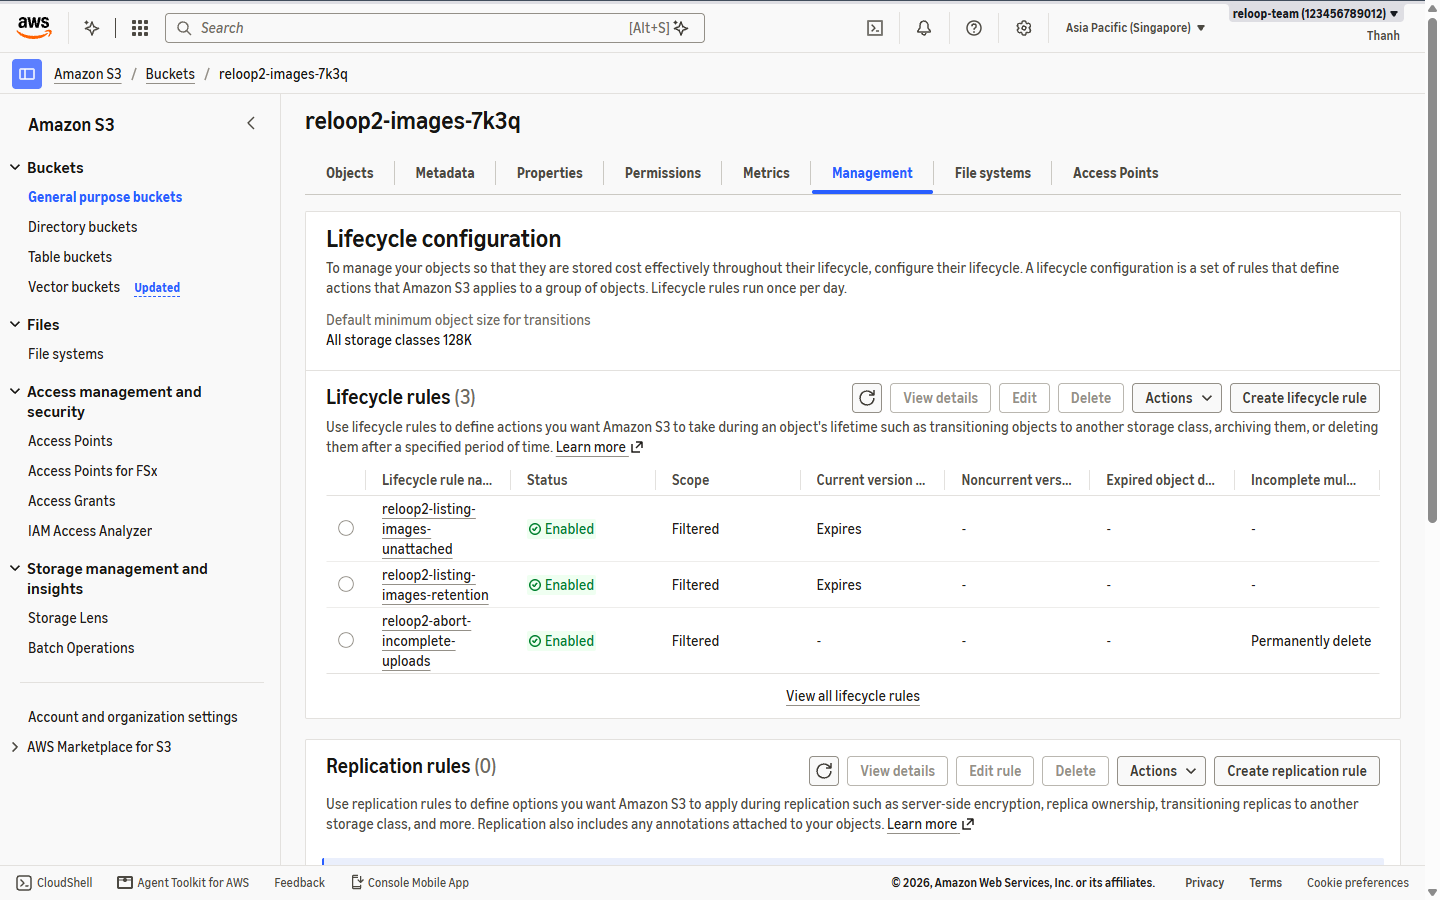 aws
Search
[Alt+S]
Asia Pacific (Singapore)
reloop-team (123456789012)
Thanh
Amazon S3 / Buckets / reloop2-images-7k3q
Amazon S3
Buckets
General purpose buckets
Directory buckets
Table buckets
Vector buckets Updated
Files
File systems
Access management and
security
Access Points
Access Points for FSx
Access Grants
IAM Access Analyzer
Storage management and
insights
Storage Lens
Batch Operations
Account and organization settings
AWS Marketplace for S3
reloop2-images-7k3q
Objects Metadata Properties Permissions Metrics Management File systems Access Points
Lifecycle configuration
To manage your objects so that they are stored cost effectively throughout their lifecycle, configure their lifecycle. A lifecycle configuration is a set of rules that define
actions that Amazon S3 applies to a group of objects. Lifecycle rules run once per day.
Default minimum object size for transitions
All storage classes 128K
Lifecycle rules (3)
View details Edit Delete Actions Create lifecycle rule
Use lifecycle rules to define actions you want Amazon S3 to take during an object's lifetime such as transitioning objects to another storage class, archiving them, or deleting
them after a specified period of time. Learn more
Lifecycle rule na... Status Scope Current version ... Noncurrent vers... Expired object d... Incomplete mul...
reloop2-listing-
images-
unattached
Enabled Filtered Expires - - -
reloop2-listing-
images-retention
Enabled Filtered Expires - - -
reloop2-abort-
incomplete-
uploads
Enabled Filtered - - - Permanently delete
View all lifecycle rules
Replication rules (0)
View details Edit rule Delete Actions Create replication rule
Use replication rules to define options you want Amazon S3 to apply during replication such as server-side encryption, replica ownership, transitioning replicas to another
storage class, and more. Replication also includes any annotations attached to your objects. Learn more
CloudShell Agent Toolkit for AWS Feedback Console Mobile App
© 2026, Amazon Web Services, Inc. or its affiliates. Privacy Terms Cookie preferences